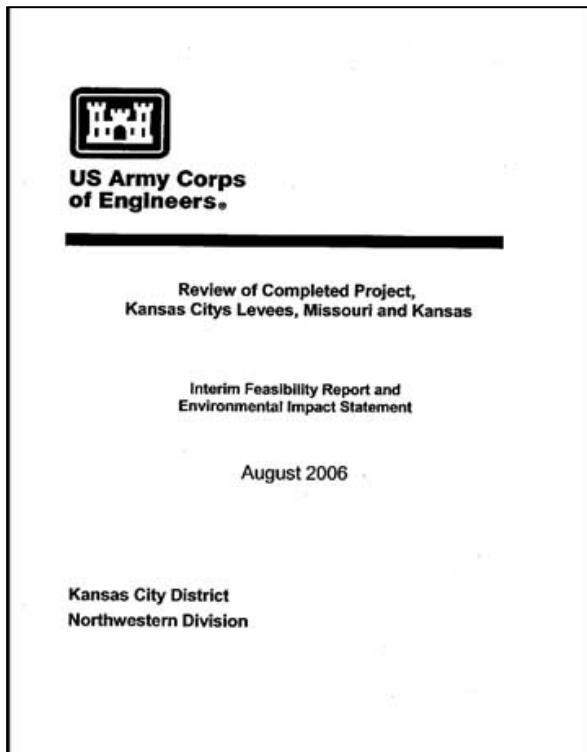 US Army Corps
of Engineers®
Review of Completed Project,
Kansas Citys Levees, Missouri and Kansas
Interim Feasibility Report and
Environmental Impact Statement
August 2006
Kansas City District
Northwestern Division